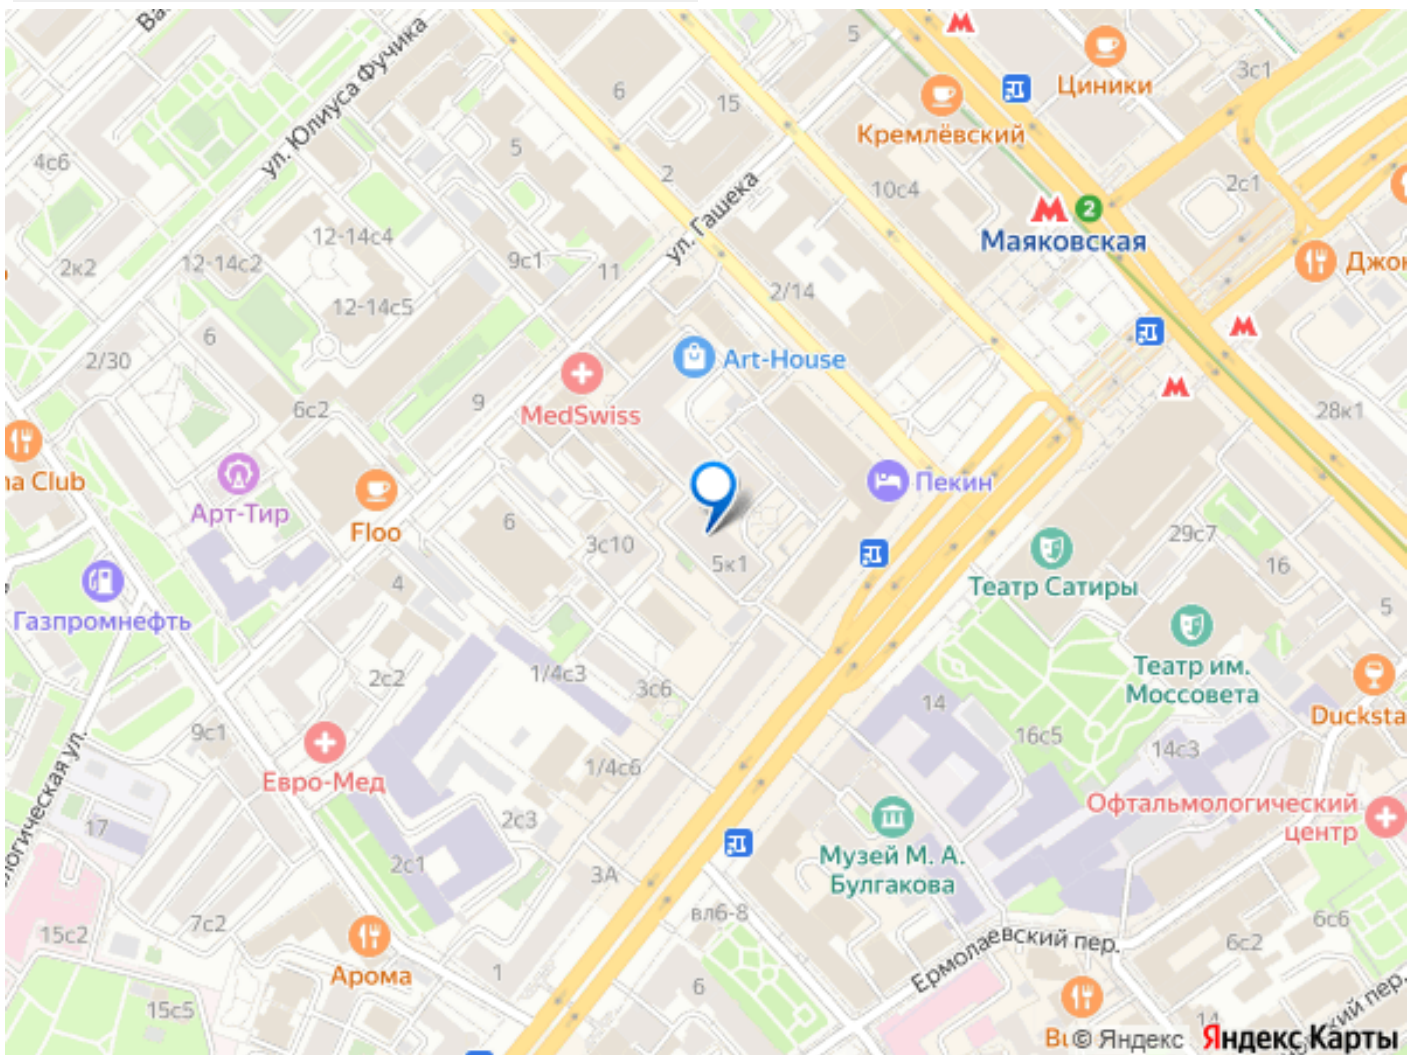 5
Циники
3с1
6
15
Кремлёвский
ул. Юлиуса Фучика
5
4с6
2
10с4
2с1
ул. Гашека
2
Маяковская
12-14с4
12-14с2
9с1
11
2к2
2/14
12-14с5
6
2/30
Art-House
MedSwiss
6с2
9
28к1
Club
Пекин
Арт-Тир
6
Floo
29с7
3с10
5к1
16
4
Театр Сатиры
5
Газпромнефть
Театр им.
Моссовета
1/4с3
2с2
3с6
14
Ducksta
9с1
16с5
14с3
Евро-Мед
1/4с6
Офтальмологический
центр
17
2с3
Музей М. А.
Булгакова
2с1
3А
вл6-8
7с2
6с6
15с2
6с2
Ермолаевский пер.
Арома
1
6
15с5
14
© Яндекс
Яндекс Карты